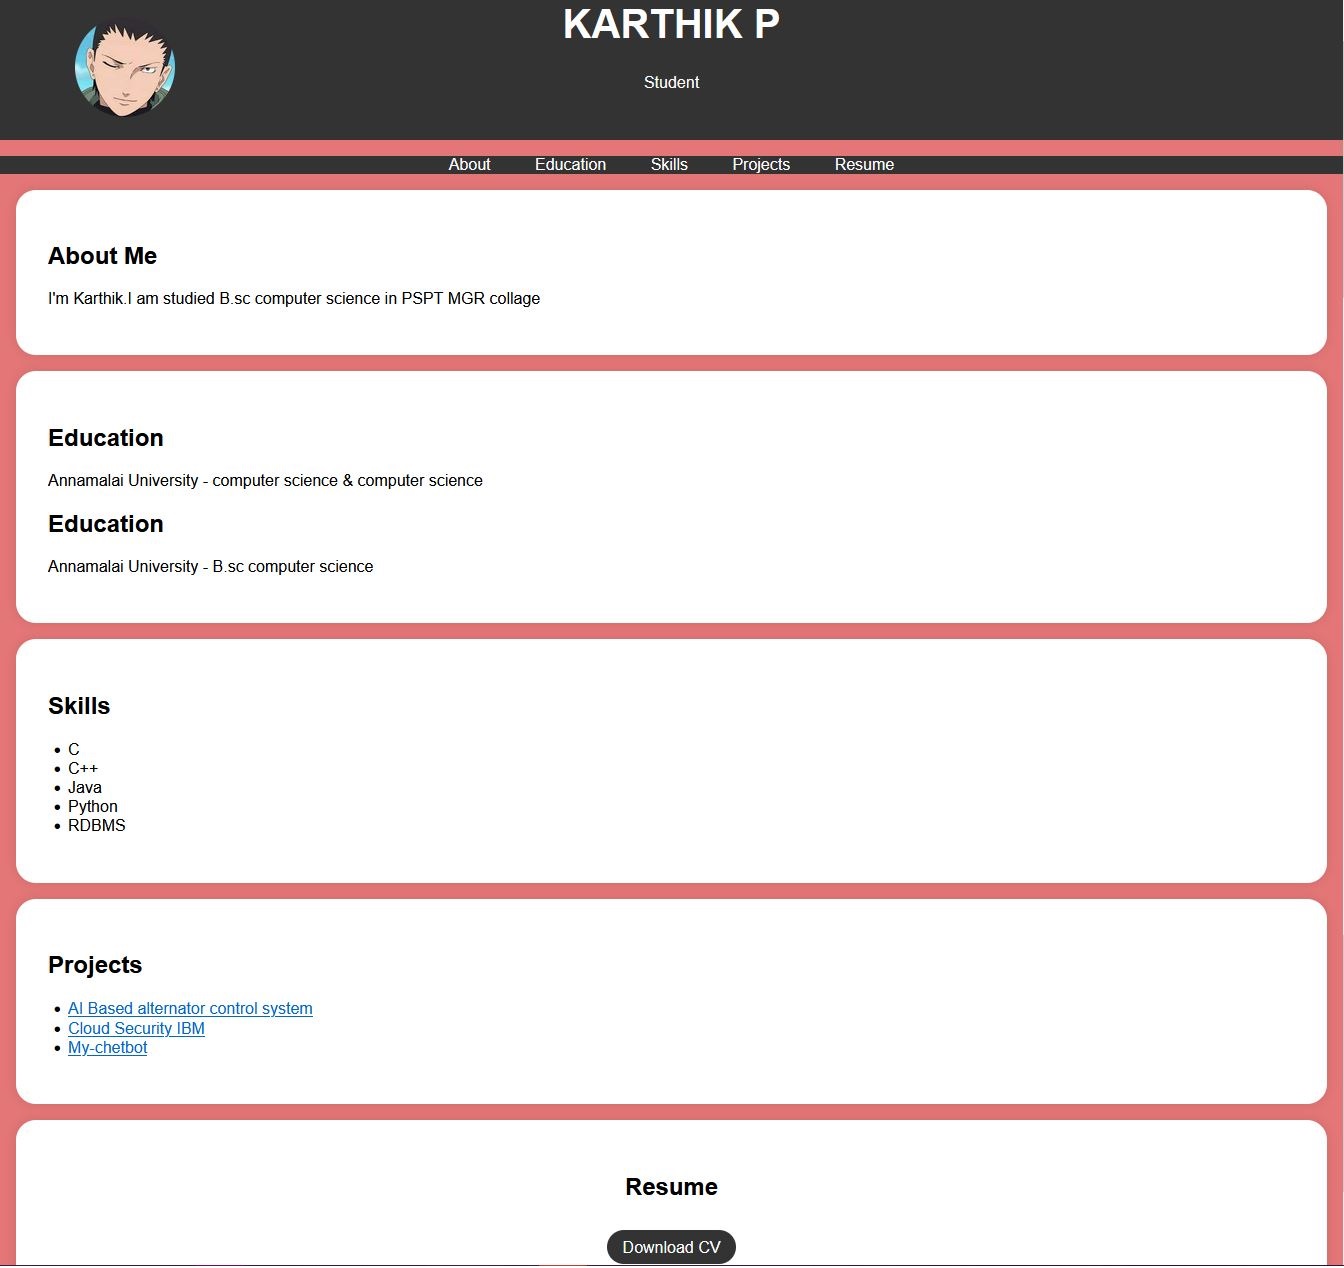 KARTHIK P
Student
About Education Skills Projects Resume
About Me
I'm Karthik.I am studied B.sc computer science in PSPT MGR collage
Education
Annamalai University - computer science & computer science
Education
Annamalai University - B.sc computer science
Skills
C
C++
Java
Python
RDBMS
Projects
AI Based alternator control system
Cloud Security IBM
My-chetbot
Resume
Download CV